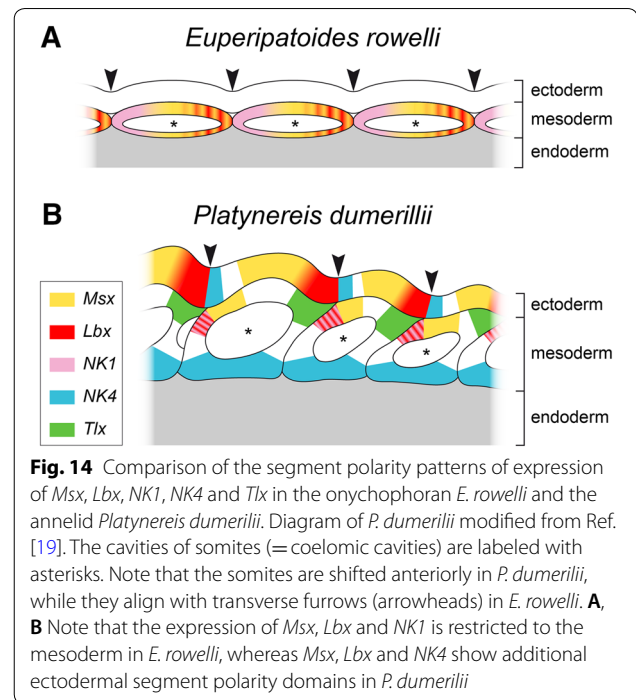 A
Euperipatoides rowelli
ectoderm
mesoderm
* * *
endoderm
B
Platynereis dumerillii
Msx
Lbx
NK1
NK4
Tlx
ectoderm
* * *
mesoderm
endoderm
Fig. 14 Comparison of the segment polarity patterns of expression
of Msx, Lbx, NK1, NK4 and Tlx in the onychophoran E. rowelli and the
annelid Platynereis dumerilii. Diagram of P. dumerilii modified from Ref.
[19]. The cavities of somites (= coelomic cavities) are labeled with
asterisks. Note that the somites are shifted anteriorly in P. dumerilii,
while they align with transverse furrows (arrowheads) in E. rowelli. A,
B Note that the expression of Msx, Lbx and NK1 is restricted to the
mesoderm in E. rowelli, whereas Msx, Lbx and NK4 show additional
ectodermal segment polarity domains in P. dumerilii